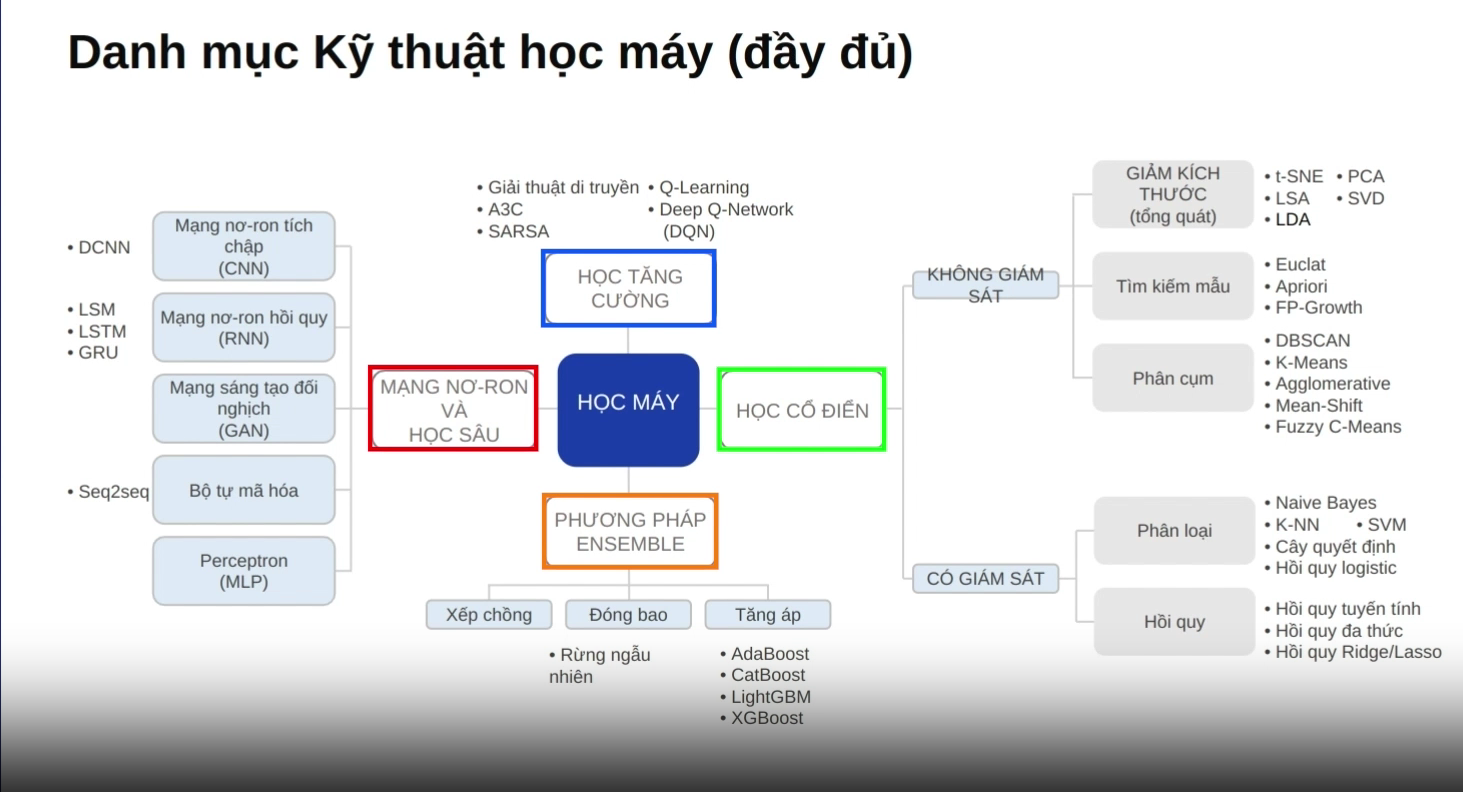 Danh mục Kỹ thuật học máy (đầy đủ)
• Giải thuật di truyền
• A3C
• SARSA
• Q-Learning
• Deep Q-Network
(DQN)
HỌC TĂNG
CƯỜNG
• DCNN
Mạng nơ-ron tích
chập
(CNN)
• LSM
• LSTM
• GRU
Mạng nơ-ron hồi quy
(RNN)
Mạng sáng tạo đối
nghịch
(GAN)
• Seq2seq
Bộ tự mã hóa
Perceptron
(MLP)
MẠNG NƠ-RON
VÀ
HỌC SÂU
HỌC MÁY
HỌC CỔ ĐIỂN
PHƯƠNG PHÁP
ENSEMBLE
Xếp chồng
Đóng bao
• Rừng ngẫu
nhiên
Tăng áp
• AdaBoost
• CatBoost
• LightGBM
• XGBoost
KHÔNG GIÁM
SÁT
GIẢM KÍCH
THƯỚC
(tổng quát)
• t-SNE • PCA
• LSA • SVD
• LDA
Tìm kiếm mẫu
• Euclat
• Apriori
• FP-Growth
Phân cụm
• DBSCAN
• K-Means
• Agglomerative
• Mean-Shift
• Fuzzy C-Means
CÓ GIÁM SÁT
Phân loại
• Naive Bayes
• K-NN • SVM
• Cây quyết định
• Hồi quy logistic
Hồi quy
• Hồi quy tuyến tính
• Hồi quy đa thức
• Hồi quy Ridge/Lasso